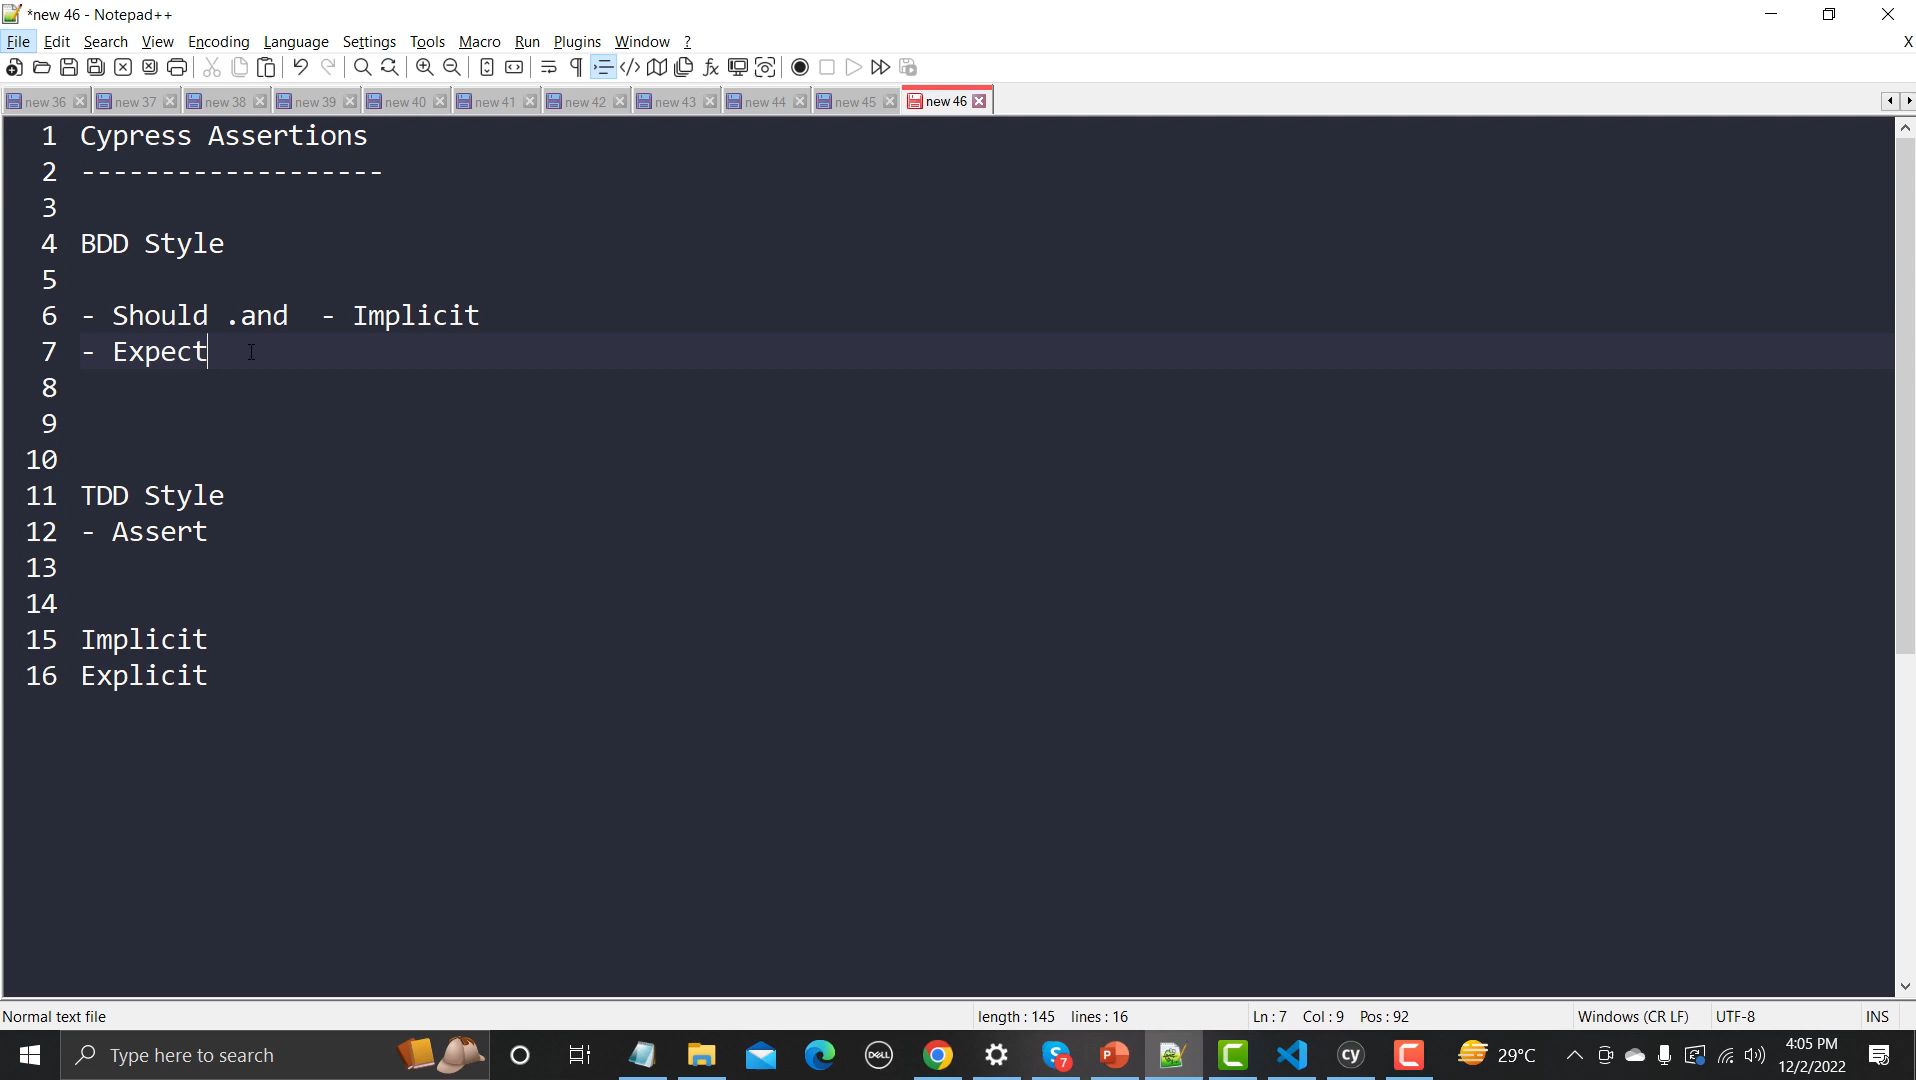 *new 46 - Notepad++
File Edit Search View Encoding Language Settings Tools Macro Run Plugins Window ? X
new 36 new 37 new 38 new 39 new 40 new 41 new 42 new 43 new 44 new 45 new 46
1 Cypress Assertions
2 -------------------
3
4 BDD Style
5
6 - Should .and  - Implicit
7 - Expect
8
9
10
11 TDD Style
12 - Assert
13
14
15 Implicit
16 Explicit
Normal text file length : 145 lines : 16 Ln : 7 Col : 9 Pos : 92 Windows (CR LF) UTF-8 INS
Type here to search DELL 7 P C cy C 29°C 4:05 PM
12/2/2022